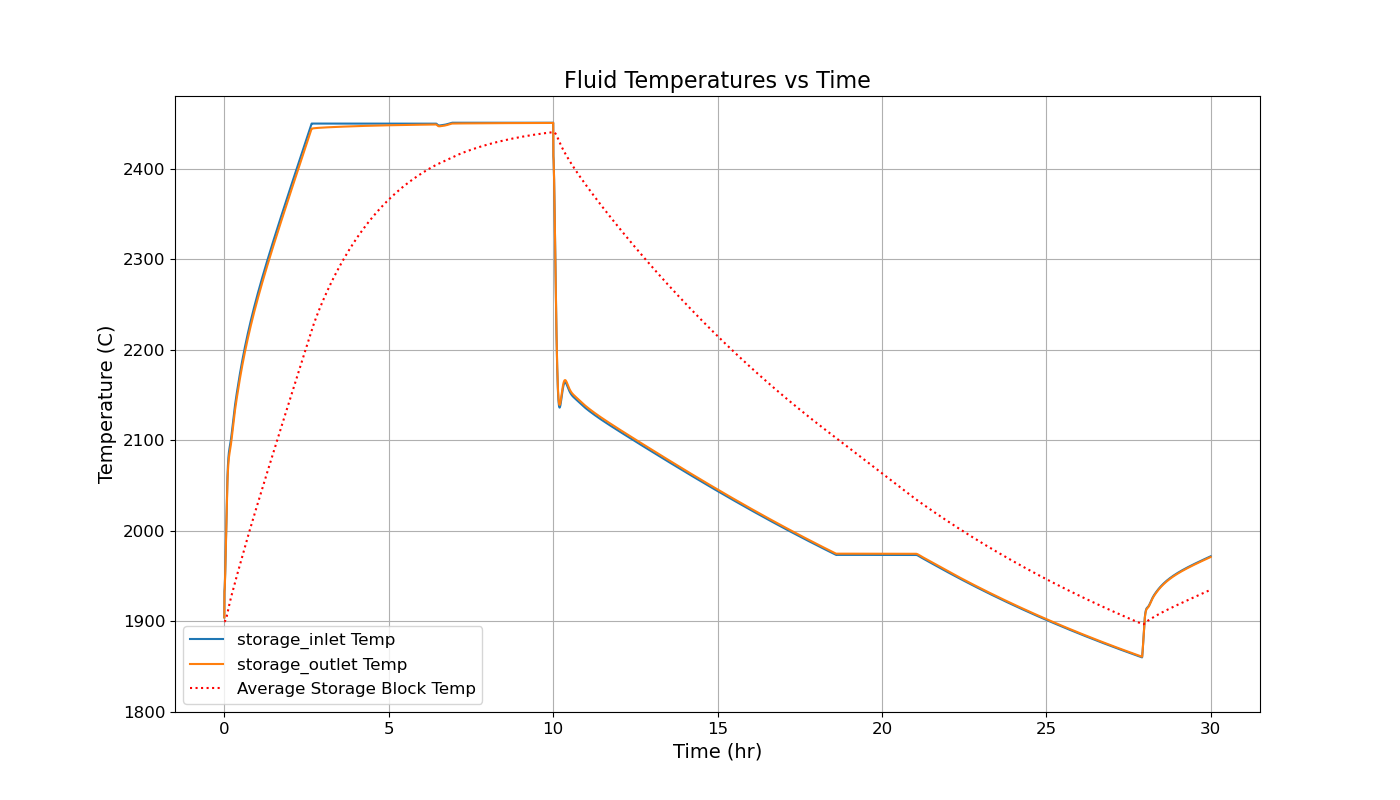 Fluid Temperatures vs Time
Temperature (C)
2400
2300
2200
2100
2000
1900
1800
storage_inlet Temp
storage_outlet Temp
Average Storage Block Temp
0 5 10 15 20 25 30
Time (hr)